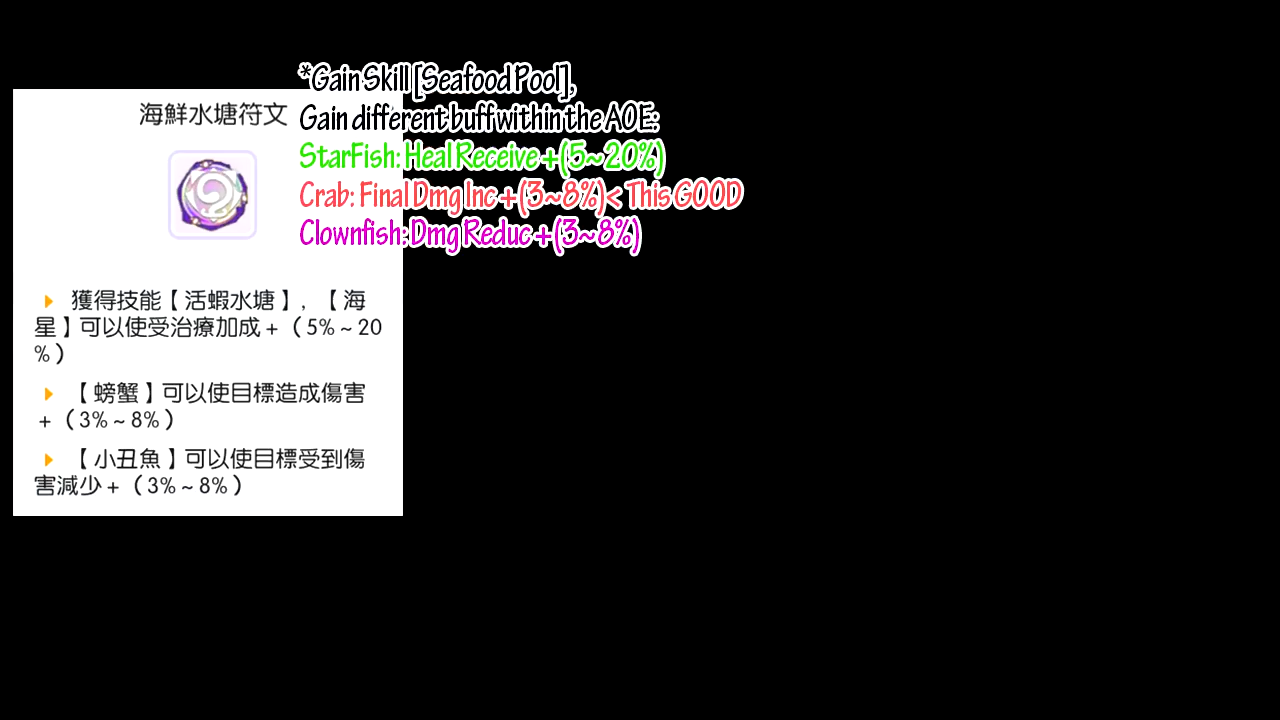 *Gain Skill [Seafood Pool],
海鮮水塘符文
Gain different buff within the AOE:
StarFish: Heal Receive +(5~20%)
Crab: Final Dmg Inc +(3~8%)< This GOOD
Clownfish: Dmg Reduc +(3~8%)
獲得技能【活蝦水塘】，【海
星】可以使受治療加成+（5%~20
%）
【螃蟹】可以使目標造成傷害
+（3%~8%）
【小丑魚】可以使目標受到傷
害減少+（3%~8%）